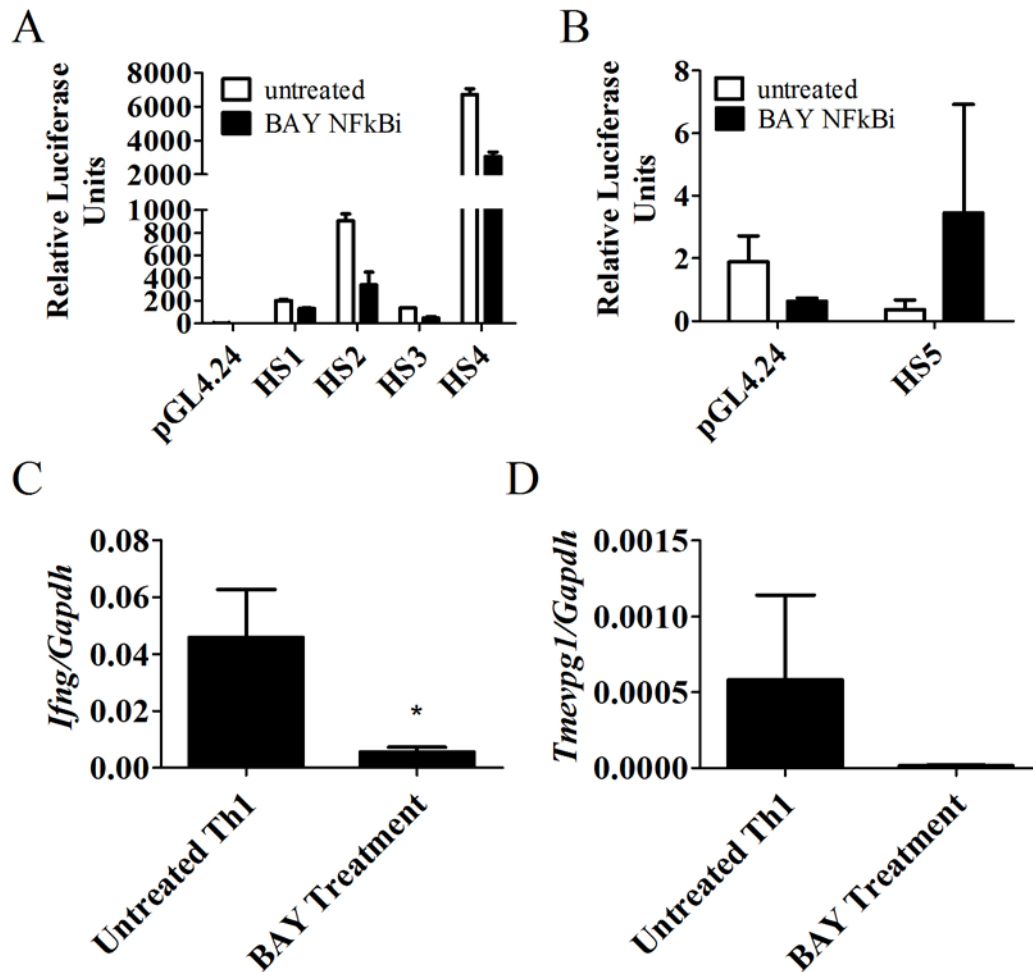 A
Relative Luciferase
Units
8000
6000
4000
2000
1000
800
600
400
200
0
untreated
BAY NFkBi
pGL4.24
HS1
HS2
HS3
HS4
B
Relative Luciferase
Units
8
6
4
2
0
untreated
BAY NFkBi
pGL4.24
HS5
C
Ifng/Gapdh
0.08
0.06
0.04
0.02
0.00
*
Untreated Th1
BAY Treatment
D
Tmevpg1/Gapdh
0.0015
0.0010
0.0005
0.0000
Untreated Th1
BAY Treatment